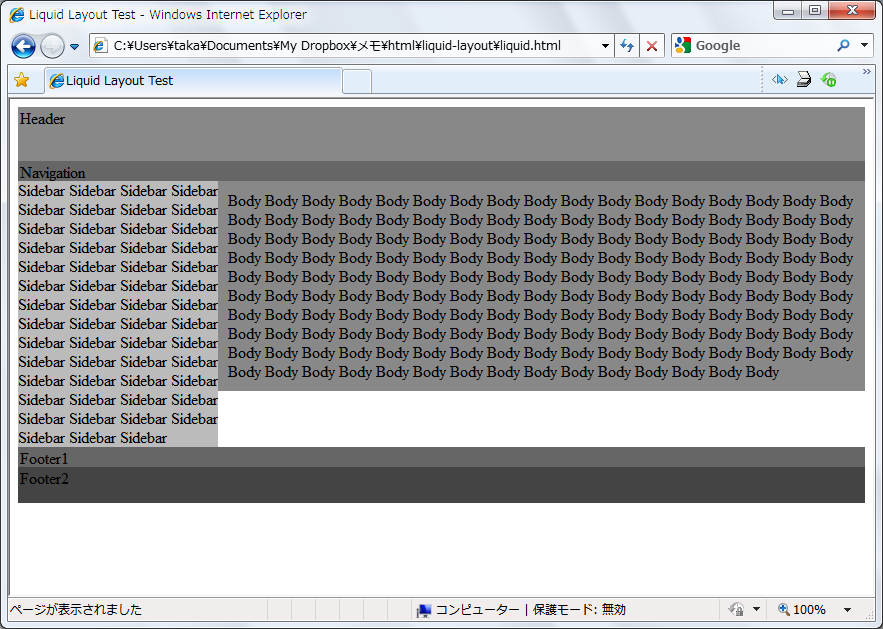 Liquid Layout Test - Windows Internet Explorer
C:¥Users¥taka¥Documents¥My Dropbox¥メモ¥html¥liquid-layout¥liquid.html
Google
Liquid Layout Test
Header
Navigation
Sidebar Sidebar Sidebar Sidebar
Sidebar Sidebar Sidebar Sidebar
Sidebar Sidebar Sidebar Sidebar
Sidebar Sidebar Sidebar Sidebar
Sidebar Sidebar Sidebar Sidebar
Sidebar Sidebar Sidebar Sidebar
Sidebar Sidebar Sidebar Sidebar
Sidebar Sidebar Sidebar Sidebar
Sidebar Sidebar Sidebar Sidebar
Sidebar Sidebar Sidebar Sidebar
Sidebar Sidebar Sidebar Sidebar
Sidebar Sidebar Sidebar Sidebar
Sidebar Sidebar Sidebar Sidebar
Sidebar Sidebar Sidebar
Body Body Body Body Body Body Body Body Body Body Body Body Body Body Body Body Body
Body Body Body Body Body Body Body Body Body Body Body Body Body Body Body Body Body
Body Body Body Body Body Body Body Body Body Body Body Body Body Body Body Body Body
Body Body Body Body Body Body Body Body Body Body Body Body Body Body Body Body Body
Body Body Body Body Body Body Body Body Body Body Body Body Body Body Body Body Body
Body Body Body Body Body Body Body Body Body Body Body Body Body Body Body Body Body
Body Body Body Body Body Body Body Body Body Body Body Body Body Body Body Body Body
Body Body Body Body Body Body Body Body Body Body Body Body Body Body Body Body Body
Body Body Body Body Body Body Body Body Body Body Body Body Body Body Body Body Body
Body Body Body Body Body Body Body Body Body Body Body Body Body Body Body
Footer1
Footer2
ページが表示されました
コンピューター | 保護モード: 無効
100%